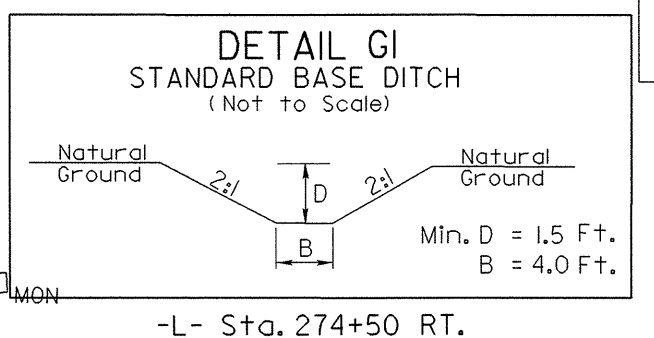 DETAIL G1
STANDARD BASE DITCH
(Not to Scale)
Natural
Ground
2:1
D
2:1
Natural
Ground
B
Min. D = 1.5 Ft.
B = 4.0 Ft.
MON
-L- Sta. 274+50 RT.